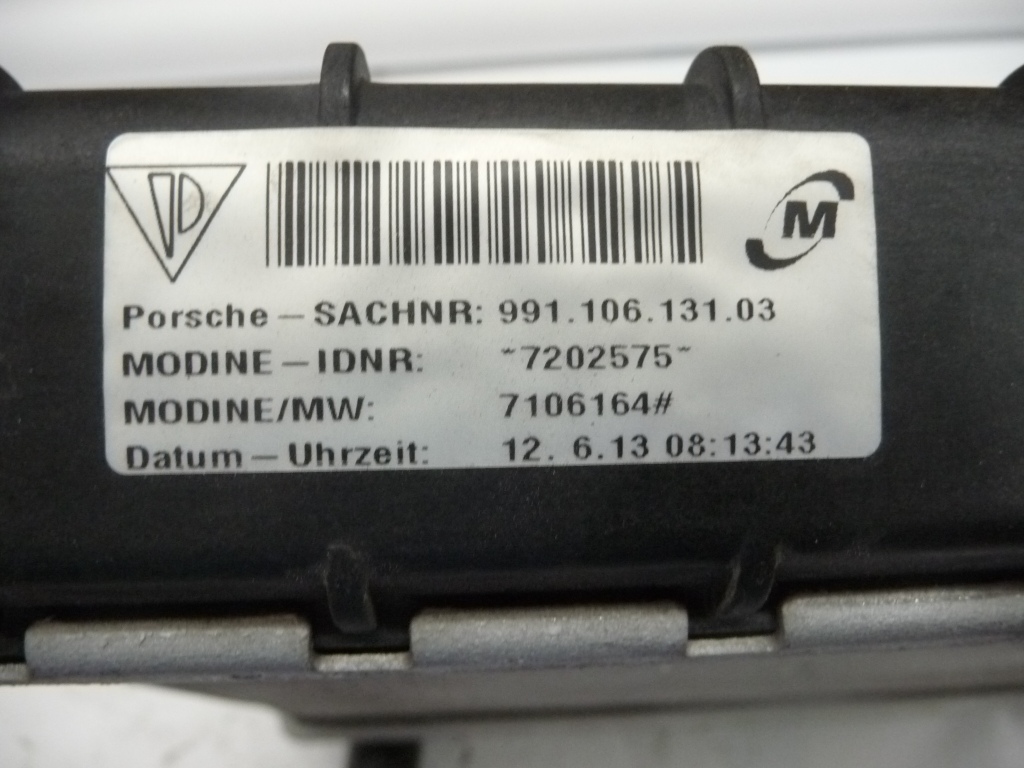 M
Porsche – SACHNR: 991.106.131.03
MODINE – IDNR: *7202575*
MODINE/MW: 7106164#
Datum – Uhrzeit: 12. 6.13 08:13:43